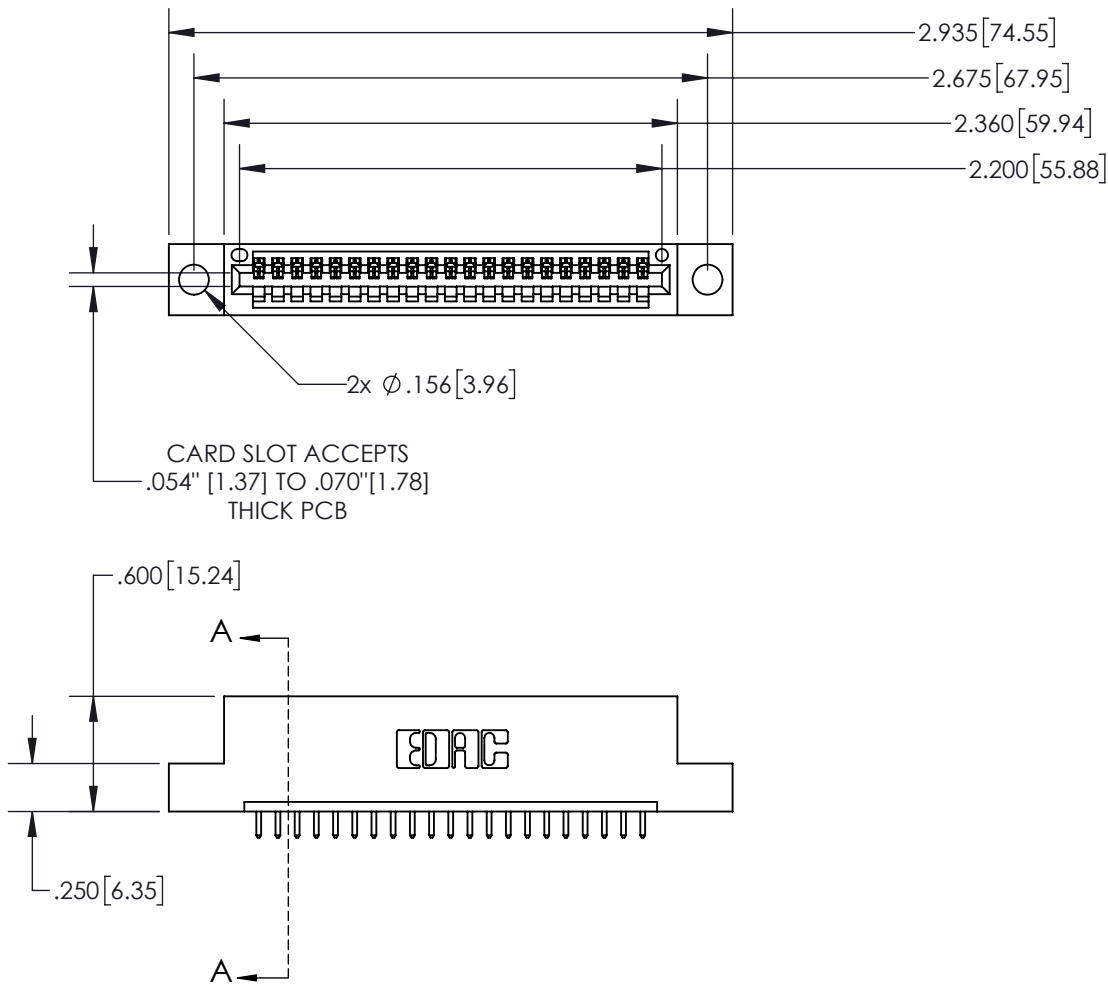 2.935[74.55]
2.675[67.95]
2.360[59.94]
2.200[55.88]
2x Ø.156[3.96]
CARD SLOT ACCEPTS
.054" [1.37] TO .070"[1.78]
THICK PCB
.600[15.24]
A
EDAC
.250[6.35]
A